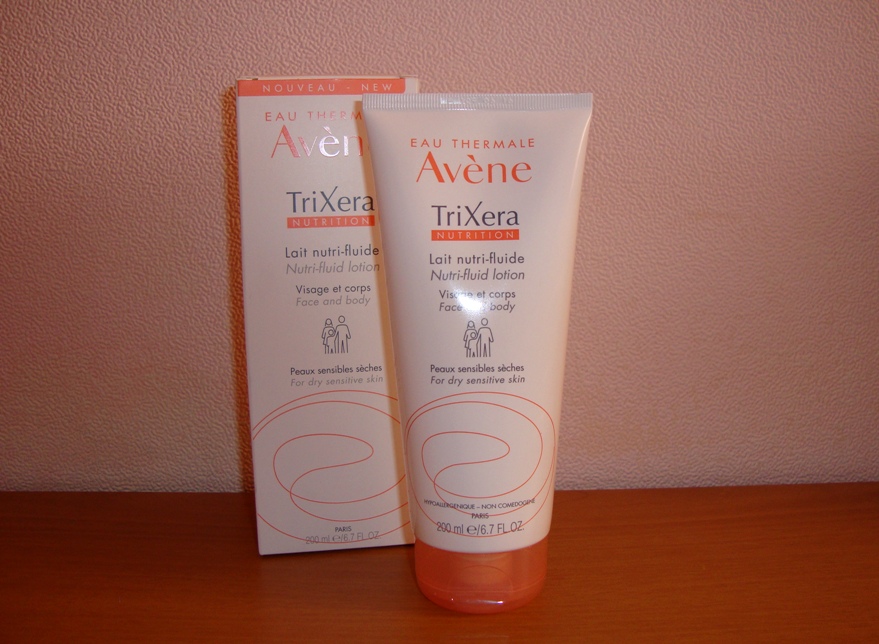 NOUVEAU - NEW
EAU THERM
Avèn
TriXera
NUTRITION
Lait nutri-fluide
Nutri-fluid lotion
Visage et corps
Face and body
Peaux sensibles sèches
For dry sensitive skin
PARIS
200 ml e/6.7 FL.OZ.
EAU THERMALE
Avène
TriXera
NUTRITION
Lait nutri-fluide
Nutri-fluid lotion
Visage et corps
Face and body
Peaux sensibles sèches
For dry sensitive skin
HYPOALLERGENIQUE – NON COMEDOGENE
PARIS
200 ml e/6.7 FL.OZ.